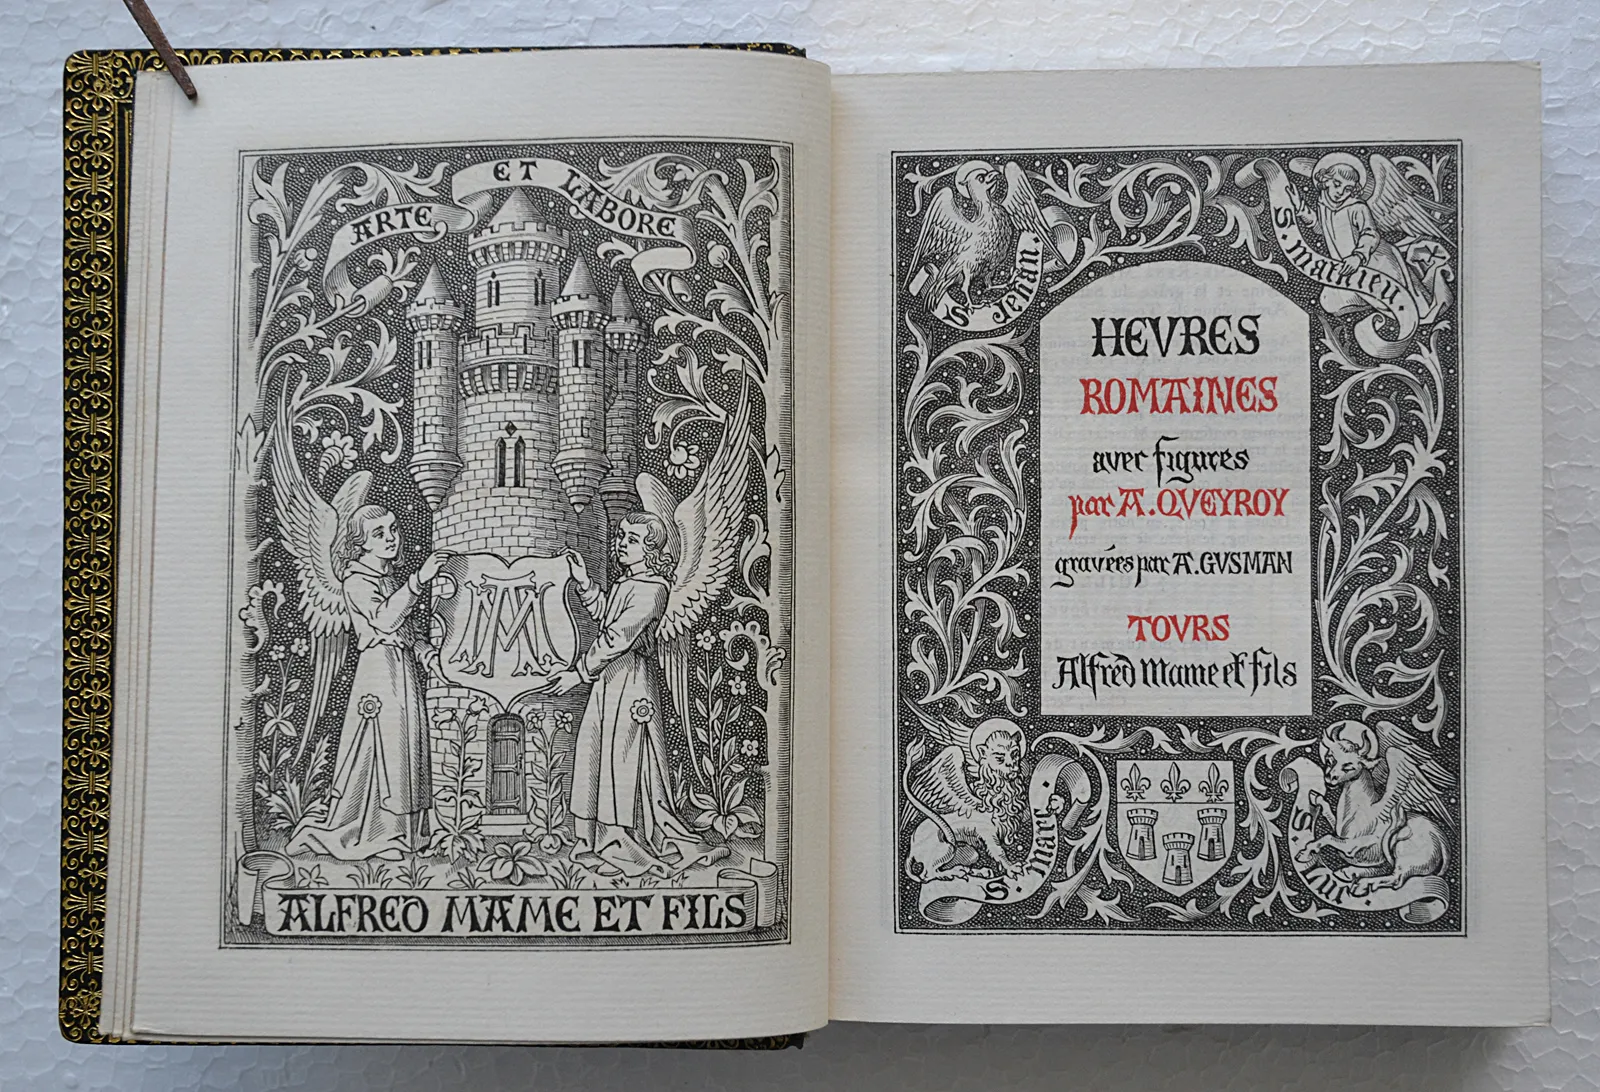 ARTE ET LABORE
AM
ALFRED MAME ET FILS
S. Jehan.
S. Mathieu.
HEVRES
ROMAINES
avec figures
par A. QVEYROY
gravées par A. GVSMAN
TOVRS
Alfred Mame et fils
S. Marc.
S. Luc.